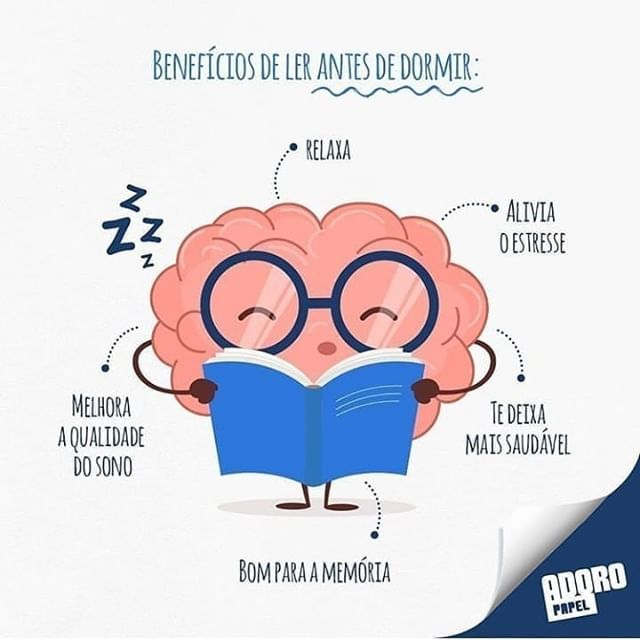 BENEFÍCIOS DE LER ANTES DE DORMIR:
RELAXA
ALIVIA
O ESTRESSE
Z
Z
Z
Z
MELHORA
A QUALIDADE
DO SONO
TE DEIXA
MAIS SAUDÁVEL
BOM PARA A MEMÓRIA
ADORO
PAPEL